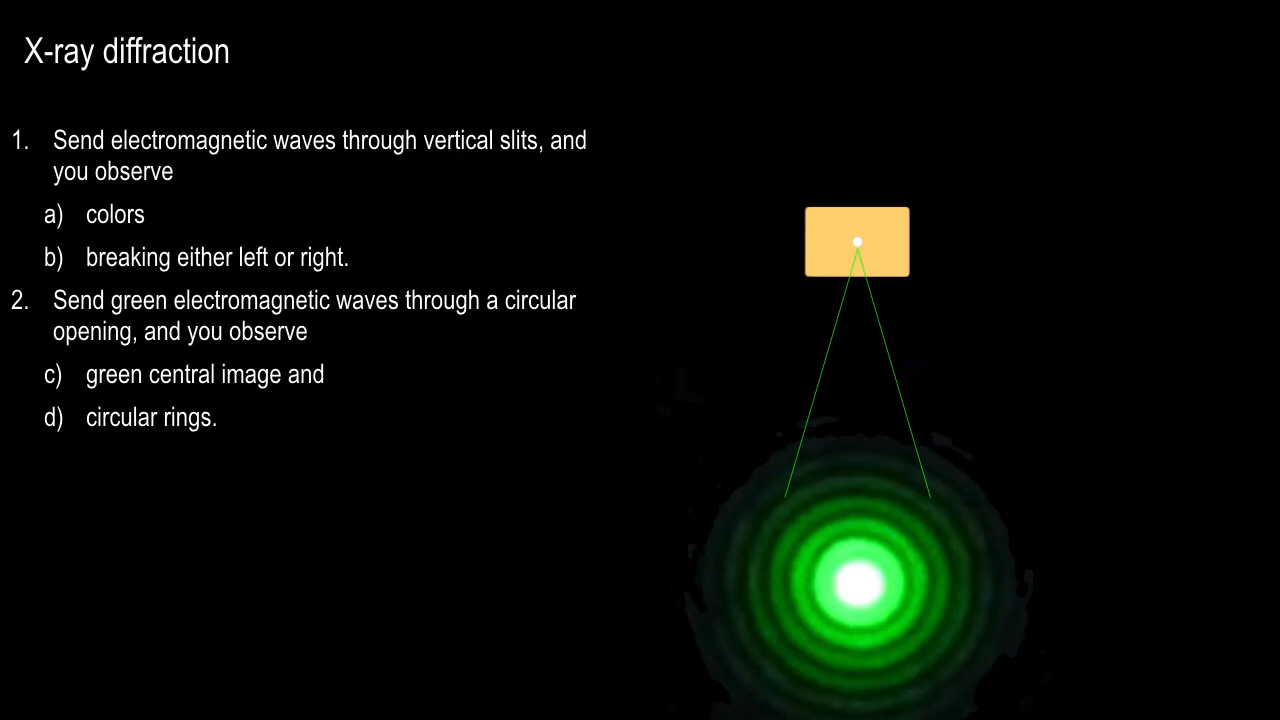 X-ray diffraction
1. Send electromagnetic waves through vertical slits, and
you observe
a) colors
b) breaking either left or right.
2. Send green electromagnetic waves through a circular
opening, and you observe
c) green central image and
d) circular rings.